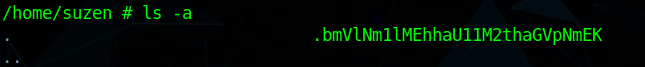 /home/suzen # ls -a
. .bmVlNm1lMEhhaU11M2thaGVpNmEK
..